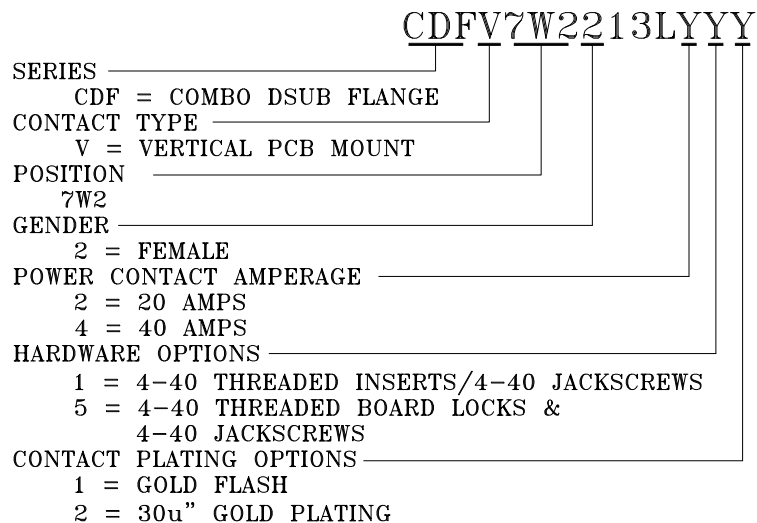 CDFV7W2213LYYY
SERIES
CDF = COMBO DSUB FLANGE
CONTACT TYPE
V = VERTICAL PCB MOUNT
POSITION
7W2
GENDER
2 = FEMALE
POWER CONTACT AMPERAGE
2 = 20 AMPS
4 = 40 AMPS
HARDWARE OPTIONS
1 = 4-40 THREADED INSERTS/4-40 JACKSCREWS
5 = 4-40 THREADED BOARD LOCKS &
4-40 JACKSCREWS
CONTACT PLATING OPTIONS
1 = GOLD FLASH
2 = 30u" GOLD PLATING